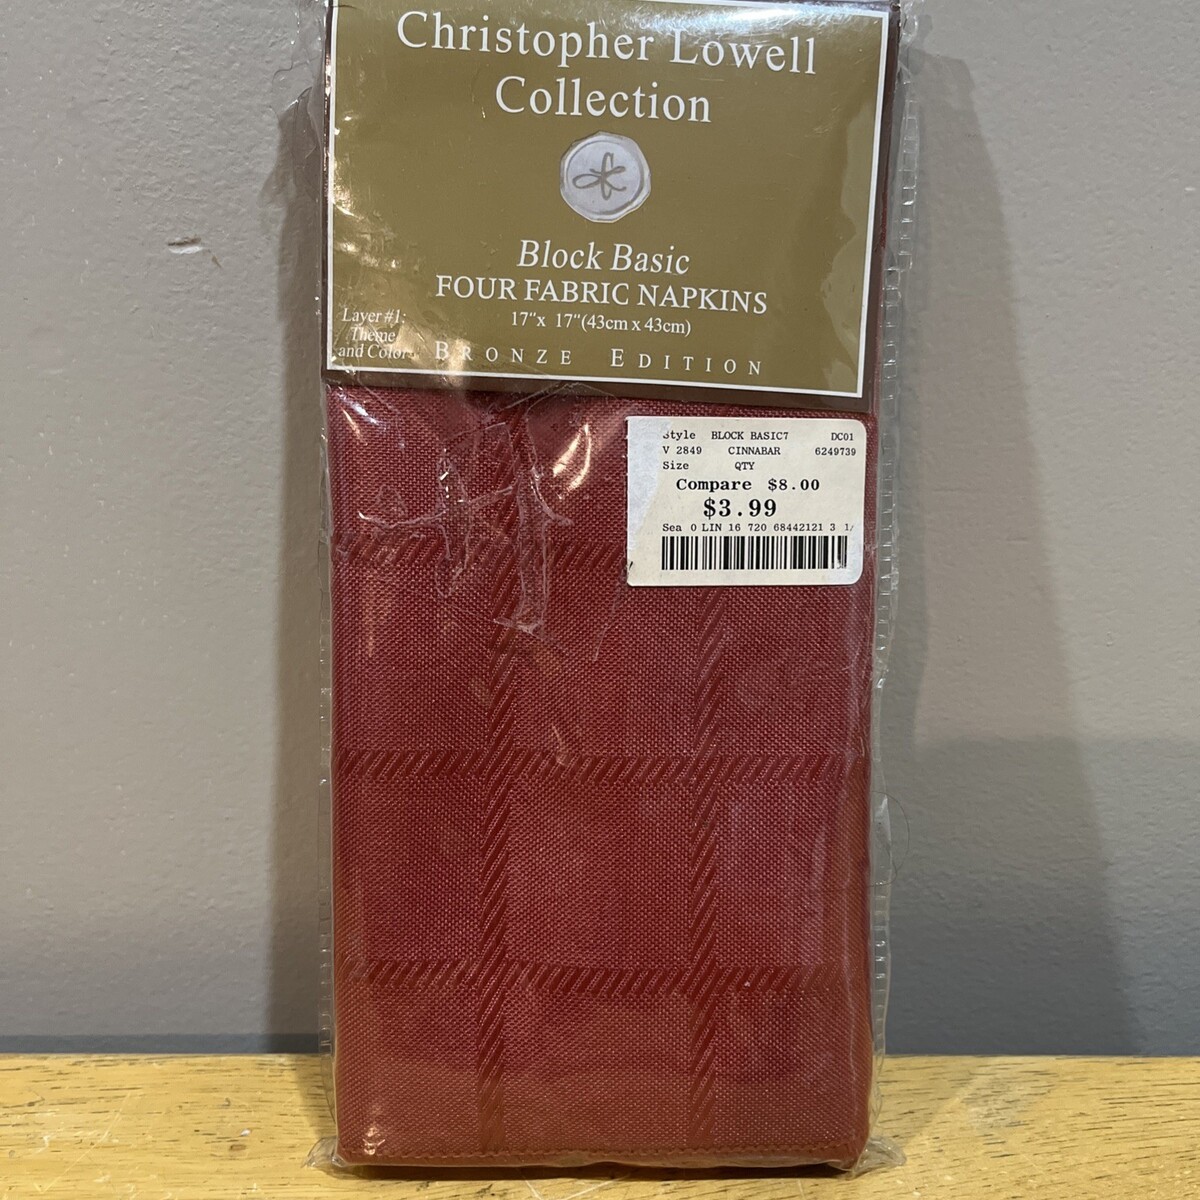 Christopher Lowell
Collection
Block Basic
FOUR FABRIC NAPKINS
17"x 17"(43cm x 43cm)
Layer #1:
Theme
and Color
BRONZE EDITION
Style BLOCK BASIC7 DC01
V 2849 CINNABAR 6249739
Size QTY
Compare $8.00
$3.99
Sea 0 LIN 16 720 68442121 3 1/